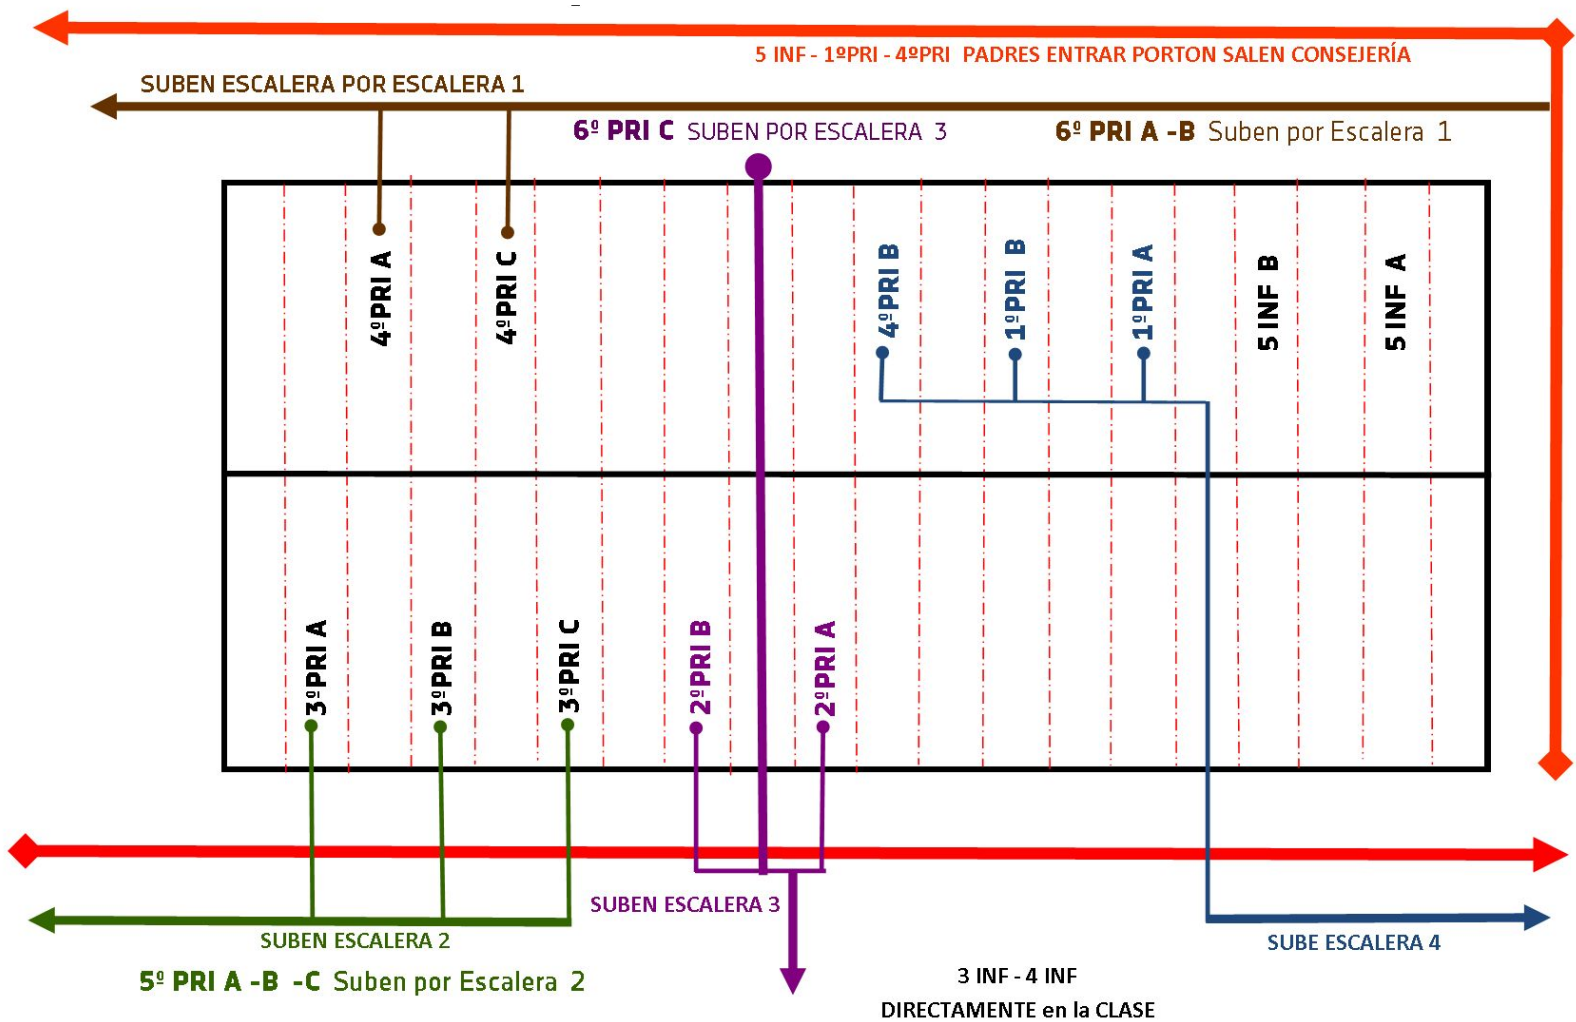 5 INF - 1ºPRI - 4ºPRI PADRES ENTRAR PORTON SALEN CONSEJERÍA
SUBEN ESCALERA POR ESCALERA 1
6º PRI C SUBEN POR ESCALERA 3
6º PRI A -B Suben por Escalera 1
4ºPRI A
4ºPRI C
4ºPRI B
1ºPRI B
1ºPRI A
5 INF B
5 INF A
3ºPRI A
3ºPRI B
3ºPRI C
2ºPRI B
2ºPRI A
SUBEN ESCALERA 3
SUBEN ESCALERA 2
SUBE ESCALERA 4
5º PRI A -B -C Suben por Escalera 2
3 INF - 4 INF
DIRECTAMENTE en la CLASE